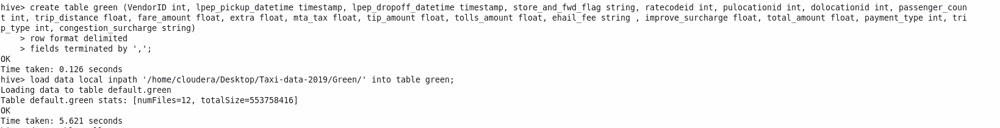 hive> create table green (VendorID int, lpep_pickup_datetime timestamp, lpep_dropoff_datetime timestamp, store_and_fwd_flag string, ratecodeid int, pulocationid int, dolocationid int, passenger_coun
t int, trip_distance float, fare_amount float, extra float, mta_tax float, tip_amount float, tolls_amount float, ehail_fee string , improve_surcharge float, total_amount float, payment_type int, tri
p_type int, congestion_surcharge string)
    > row format delimited
    > fields terminated by ',';
OK
Time taken: 0.126 seconds
hive> load data local inpath '/home/cloudera/Desktop/Taxi-data-2019/Green/' into table green;
Loading data to table default.green
Table default.green stats: [numFiles=12, totalSize=553758416]
OK
Time taken: 5.621 seconds